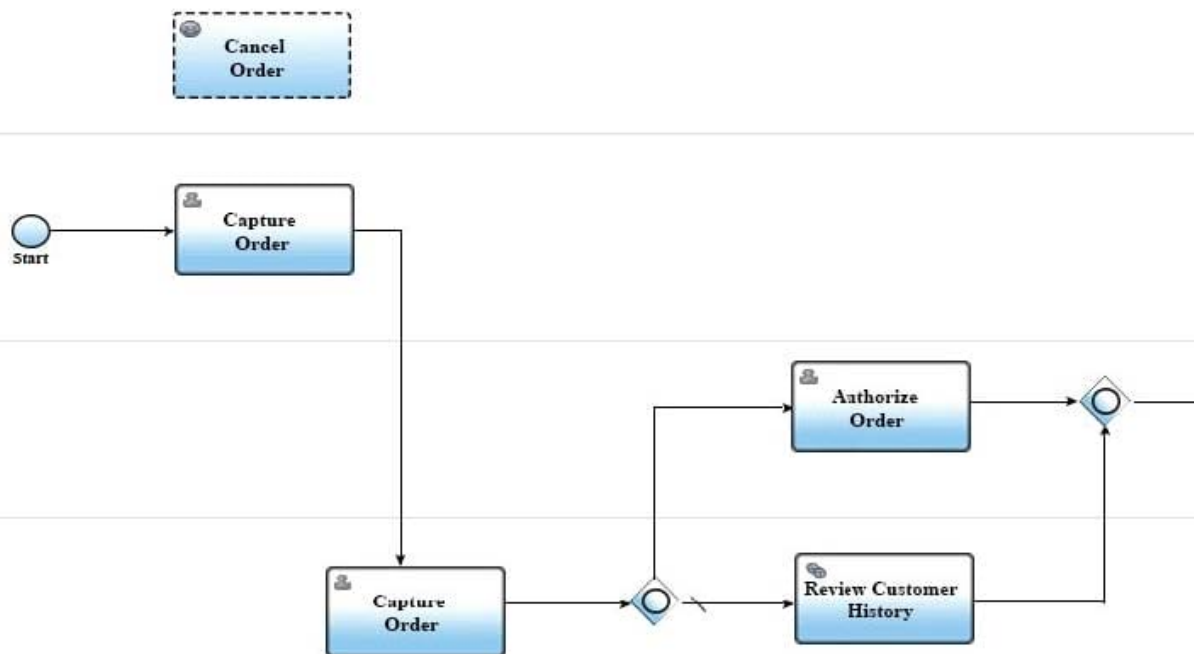 Cancel
Order
Capture
Order
Start
Authorize
Order
Capture
Order
Review Customer
History